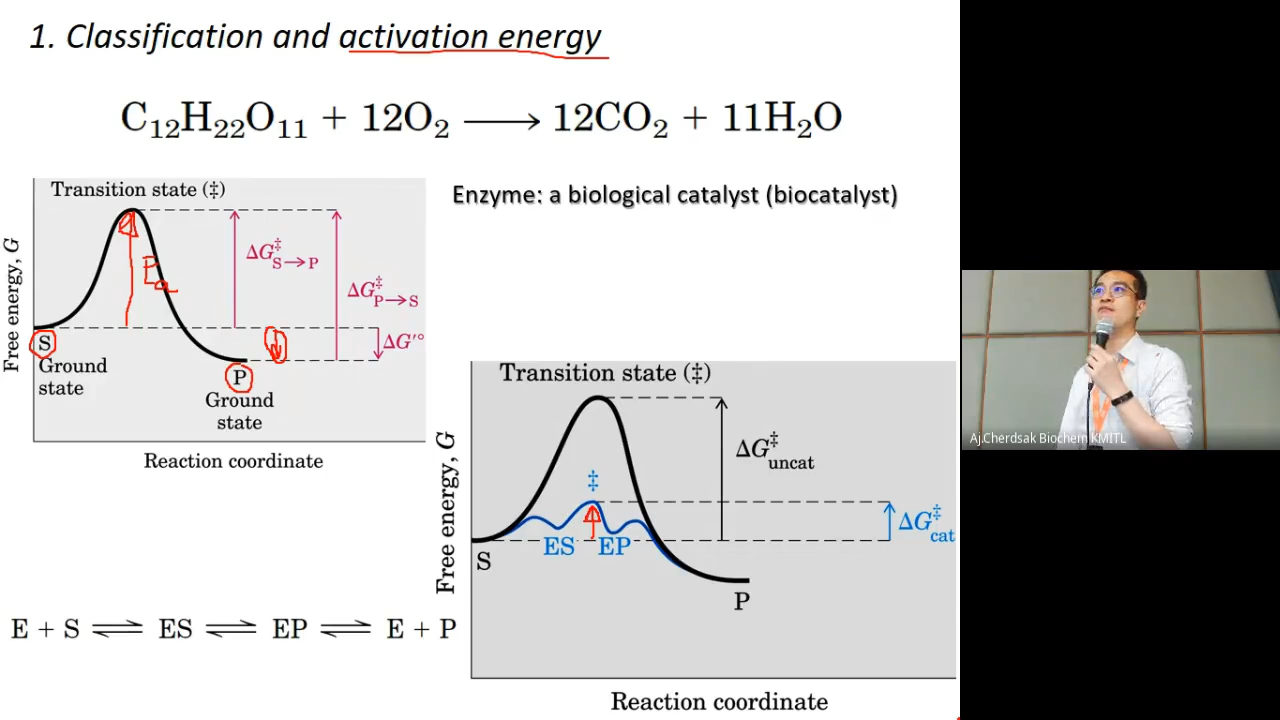 1. Classification and activation energy
C₁₂H₂₂O₁₁ + 12O₂ ⟶ 12CO₂ + 11H₂O
Enzyme: a biological catalyst (biocatalyst)
Transition state (‡)
Free energy, G
ΔG‡S→P
ΔG‡P→S
ΔG′°
Ea
S
Ground
state
P
Ground
state
Reaction coordinate
Transition state (‡)
Free energy, G
ΔG‡uncat
‡
ΔG‡cat
ES
EP
S
P
Reaction coordinate
E + S ⇌ ES ⇌ EP ⇌ E + P
Aj.Cherdsak Biochem KMITL